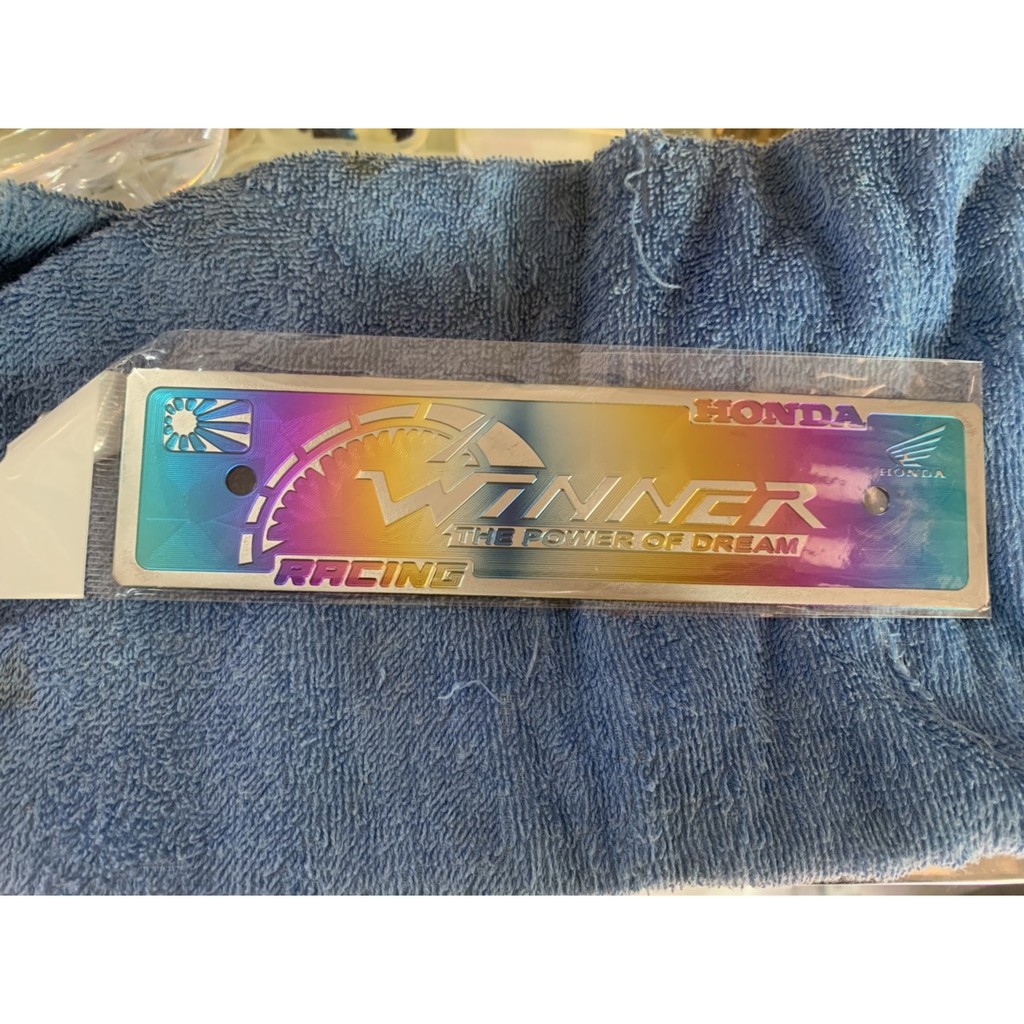 HONDA
HONDA
WINNER
THE POWER OF DREAM
RACING